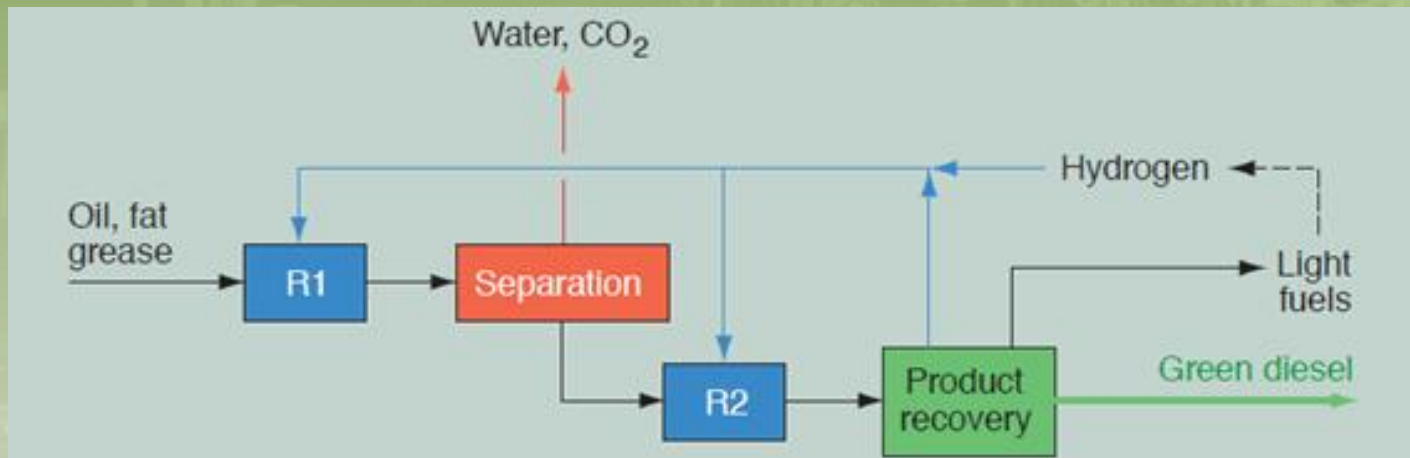 Water, CO₂
Hydrogen
Oil, fat
grease
R1
Separation
Light
fuels
R2
Product
recovery
Green diesel